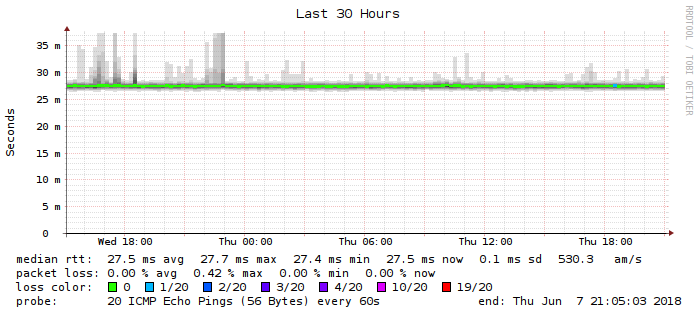 Last 30 Hours
RRDTOOL / TOBI OETIKER
Seconds
35 m
30 m
25 m
20 m
15 m
10 m
5 m
0
Wed 18:00 Thu 00:00 Thu 06:00 Thu 12:00 Thu 18:00
median rtt: 27.5 ms avg 27.7 ms max 27.4 ms min 27.5 ms now 0.1 ms sd 530.3 am/s
packet loss: 0.00 % avg 0.42 % max 0.00 % min 0.00 % now
loss color: 0 1/20 2/20 3/20 4/20 10/20 19/20
probe: 20 ICMP Echo Pings (56 Bytes) every 60s end: Thu Jun 7 21:05:03 2018